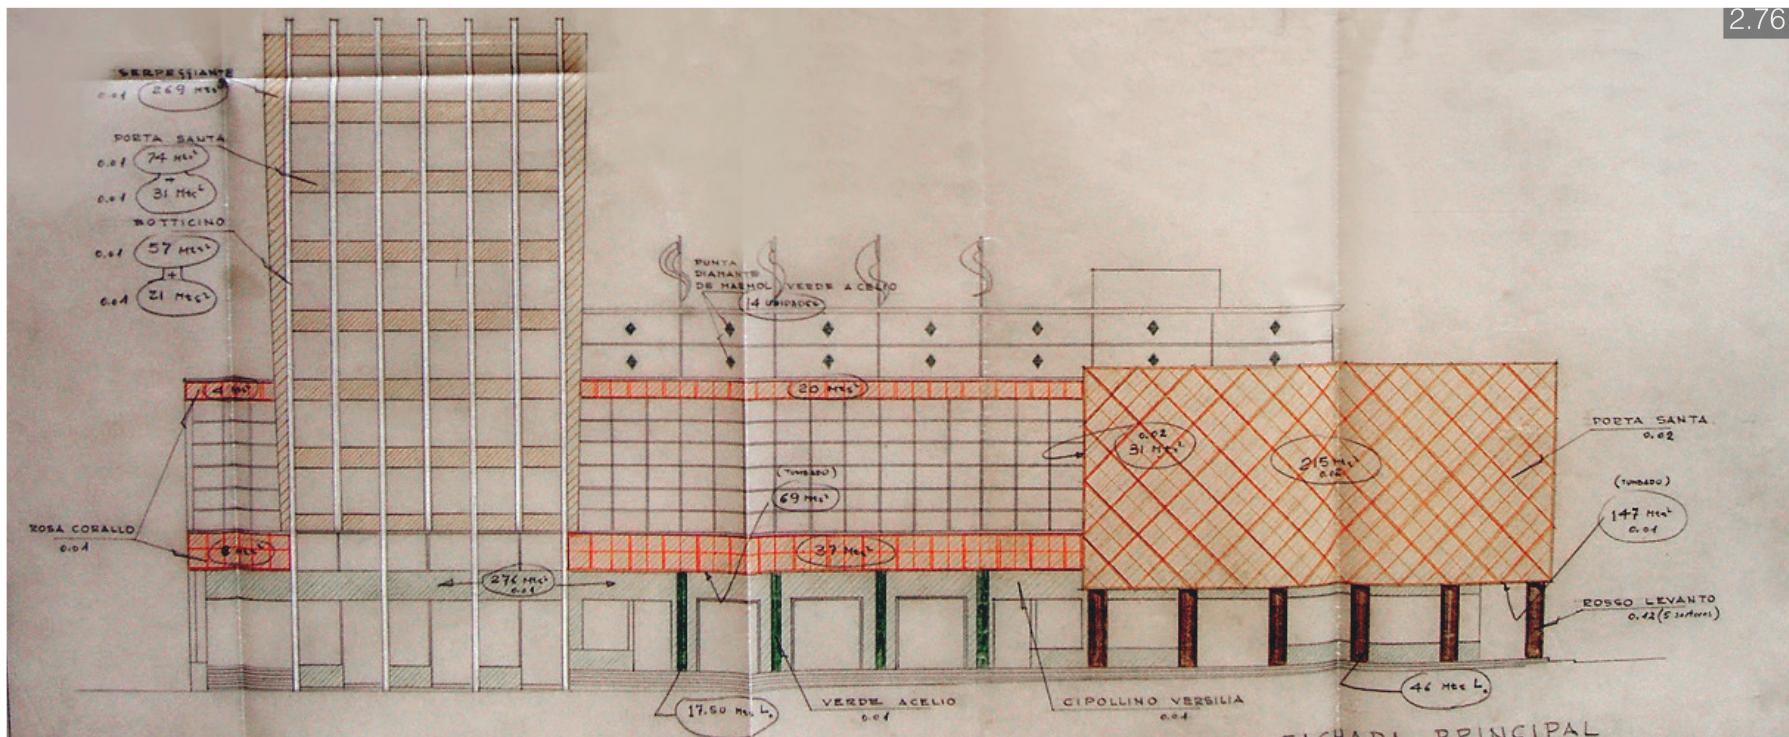 2.76
SERPEGGIANTE
0.01 269 Mts²
PORTA SANTA
0.01 74 Mts²
+
0.01 31 Mts²
BOTTICINO
0.01 57 Mts²
+
0.01 21 Mts²
PUNTA
DIAMANTE
DE MARMOL VERDE ACELIO
14 UNIDADES
4 Mts²
20 Mts²
0.02
31 Mts²
215 Mts²
0.02
PORTA SANTA
0.02
(TUMBADO)
69 Mts²
(TUMBADO)
147 Mts²
0.01
ROSA CORALLO
0.01
8 Mts²
37 Mts²
276 Mts²
0.01
ROSSO LEVANTO
0.12 (5
46 Mts L.
17.50 Mts L.
VERDE ACELIO
0.01
CIPOLLINO VERSILIA
0.01
FACHADA PRINCIPAL